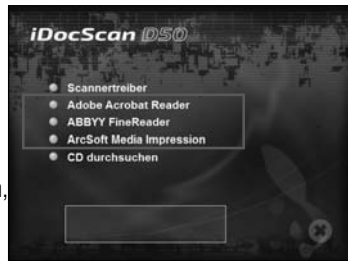 iDocScan D50
Scannertreiber
Adobe Acrobat Reader
ABBYY FineReader
ArcSoft Media Impression
CD durchsuchen